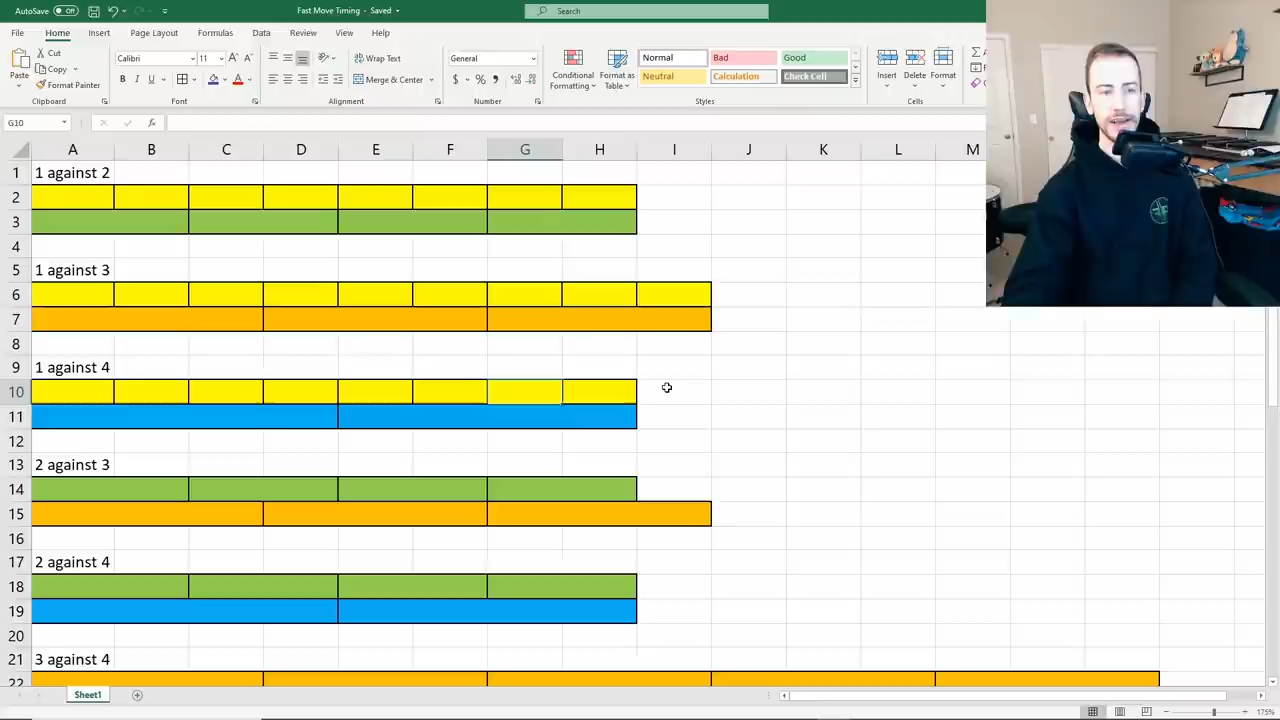 AutoSave Off Fast Move Timing - Saved Search
File Home Insert Page Layout Formulas Data Review View Help
Paste Cut Copy Format Painter
Calibri 11 B I U A A A
Wrap Text Merge & Center
General $ % ,
Conditional Formatting Format as Table
Normal Bad Good
Neutral Calculation Check Cell
Insert Delete Format
Clipboard Font Alignment Number Styles Cells
G10 fx
A B C D E F G H I J K L M
1 1 against 2
2
3
4
5 1 against 3
6
7
8
9 1 against 4
10
11
12
13 2 against 3
14
15
16
17 2 against 4
18
19
20
21 3 against 4
22
Sheet1
175%